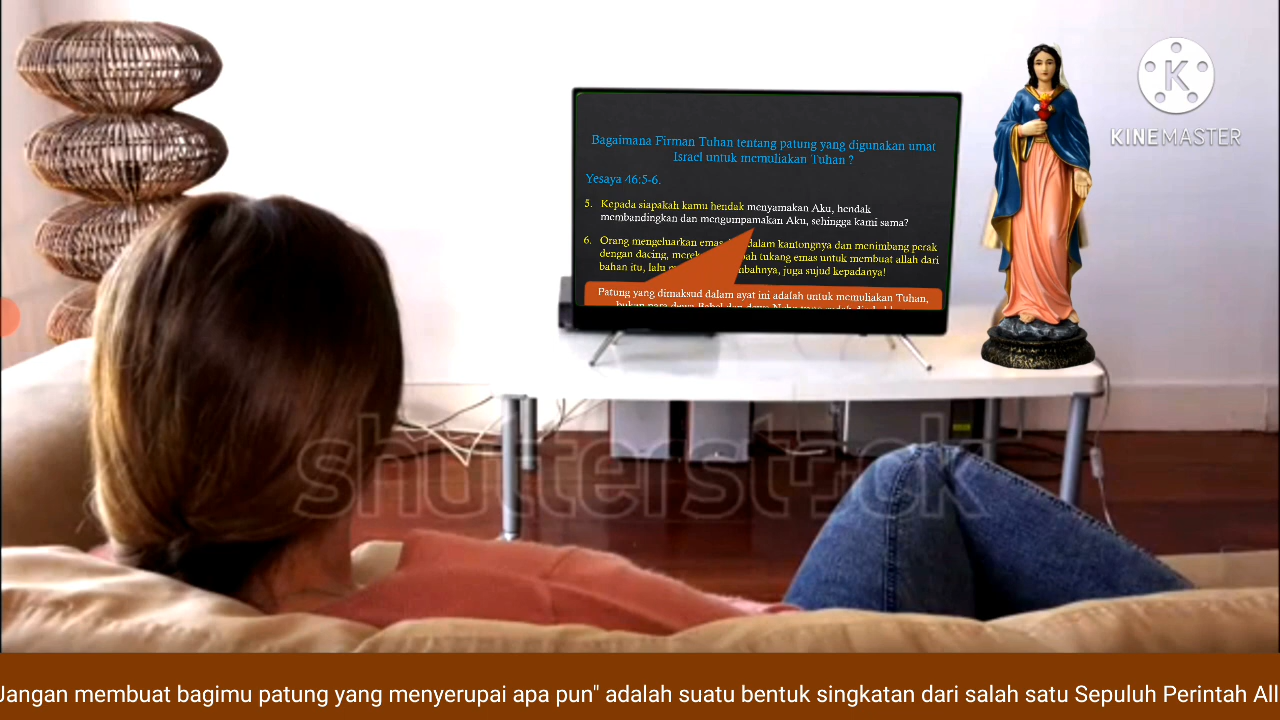 KINEMASTER
Bagaimana Firman Tuhan tentang patung yang digunakan umat
Israel untuk memuliakan Tuhan ?
Yesaya 46:5-6.
5. Kepada siapakah kamu hendak menyamakan Aku, hendak
membandingkan dan mengumpamakan Aku, sehingga kami sama?
6. Orang mengeluarkan emas dalam kantongnya dan menimbang perak
dengan dacing, tukang emas untuk membuat allah dari
bahan itu, lalu juga sujud kepadanya!
Patung yang dimaksud dalam ayat ini adalah untuk memuliakan Tuhan,
shutterstock
Jangan membuat bagimu patung yang menyerupai apa pun" adalah suatu bentuk singkatan dari salah satu Sepuluh Perintah All